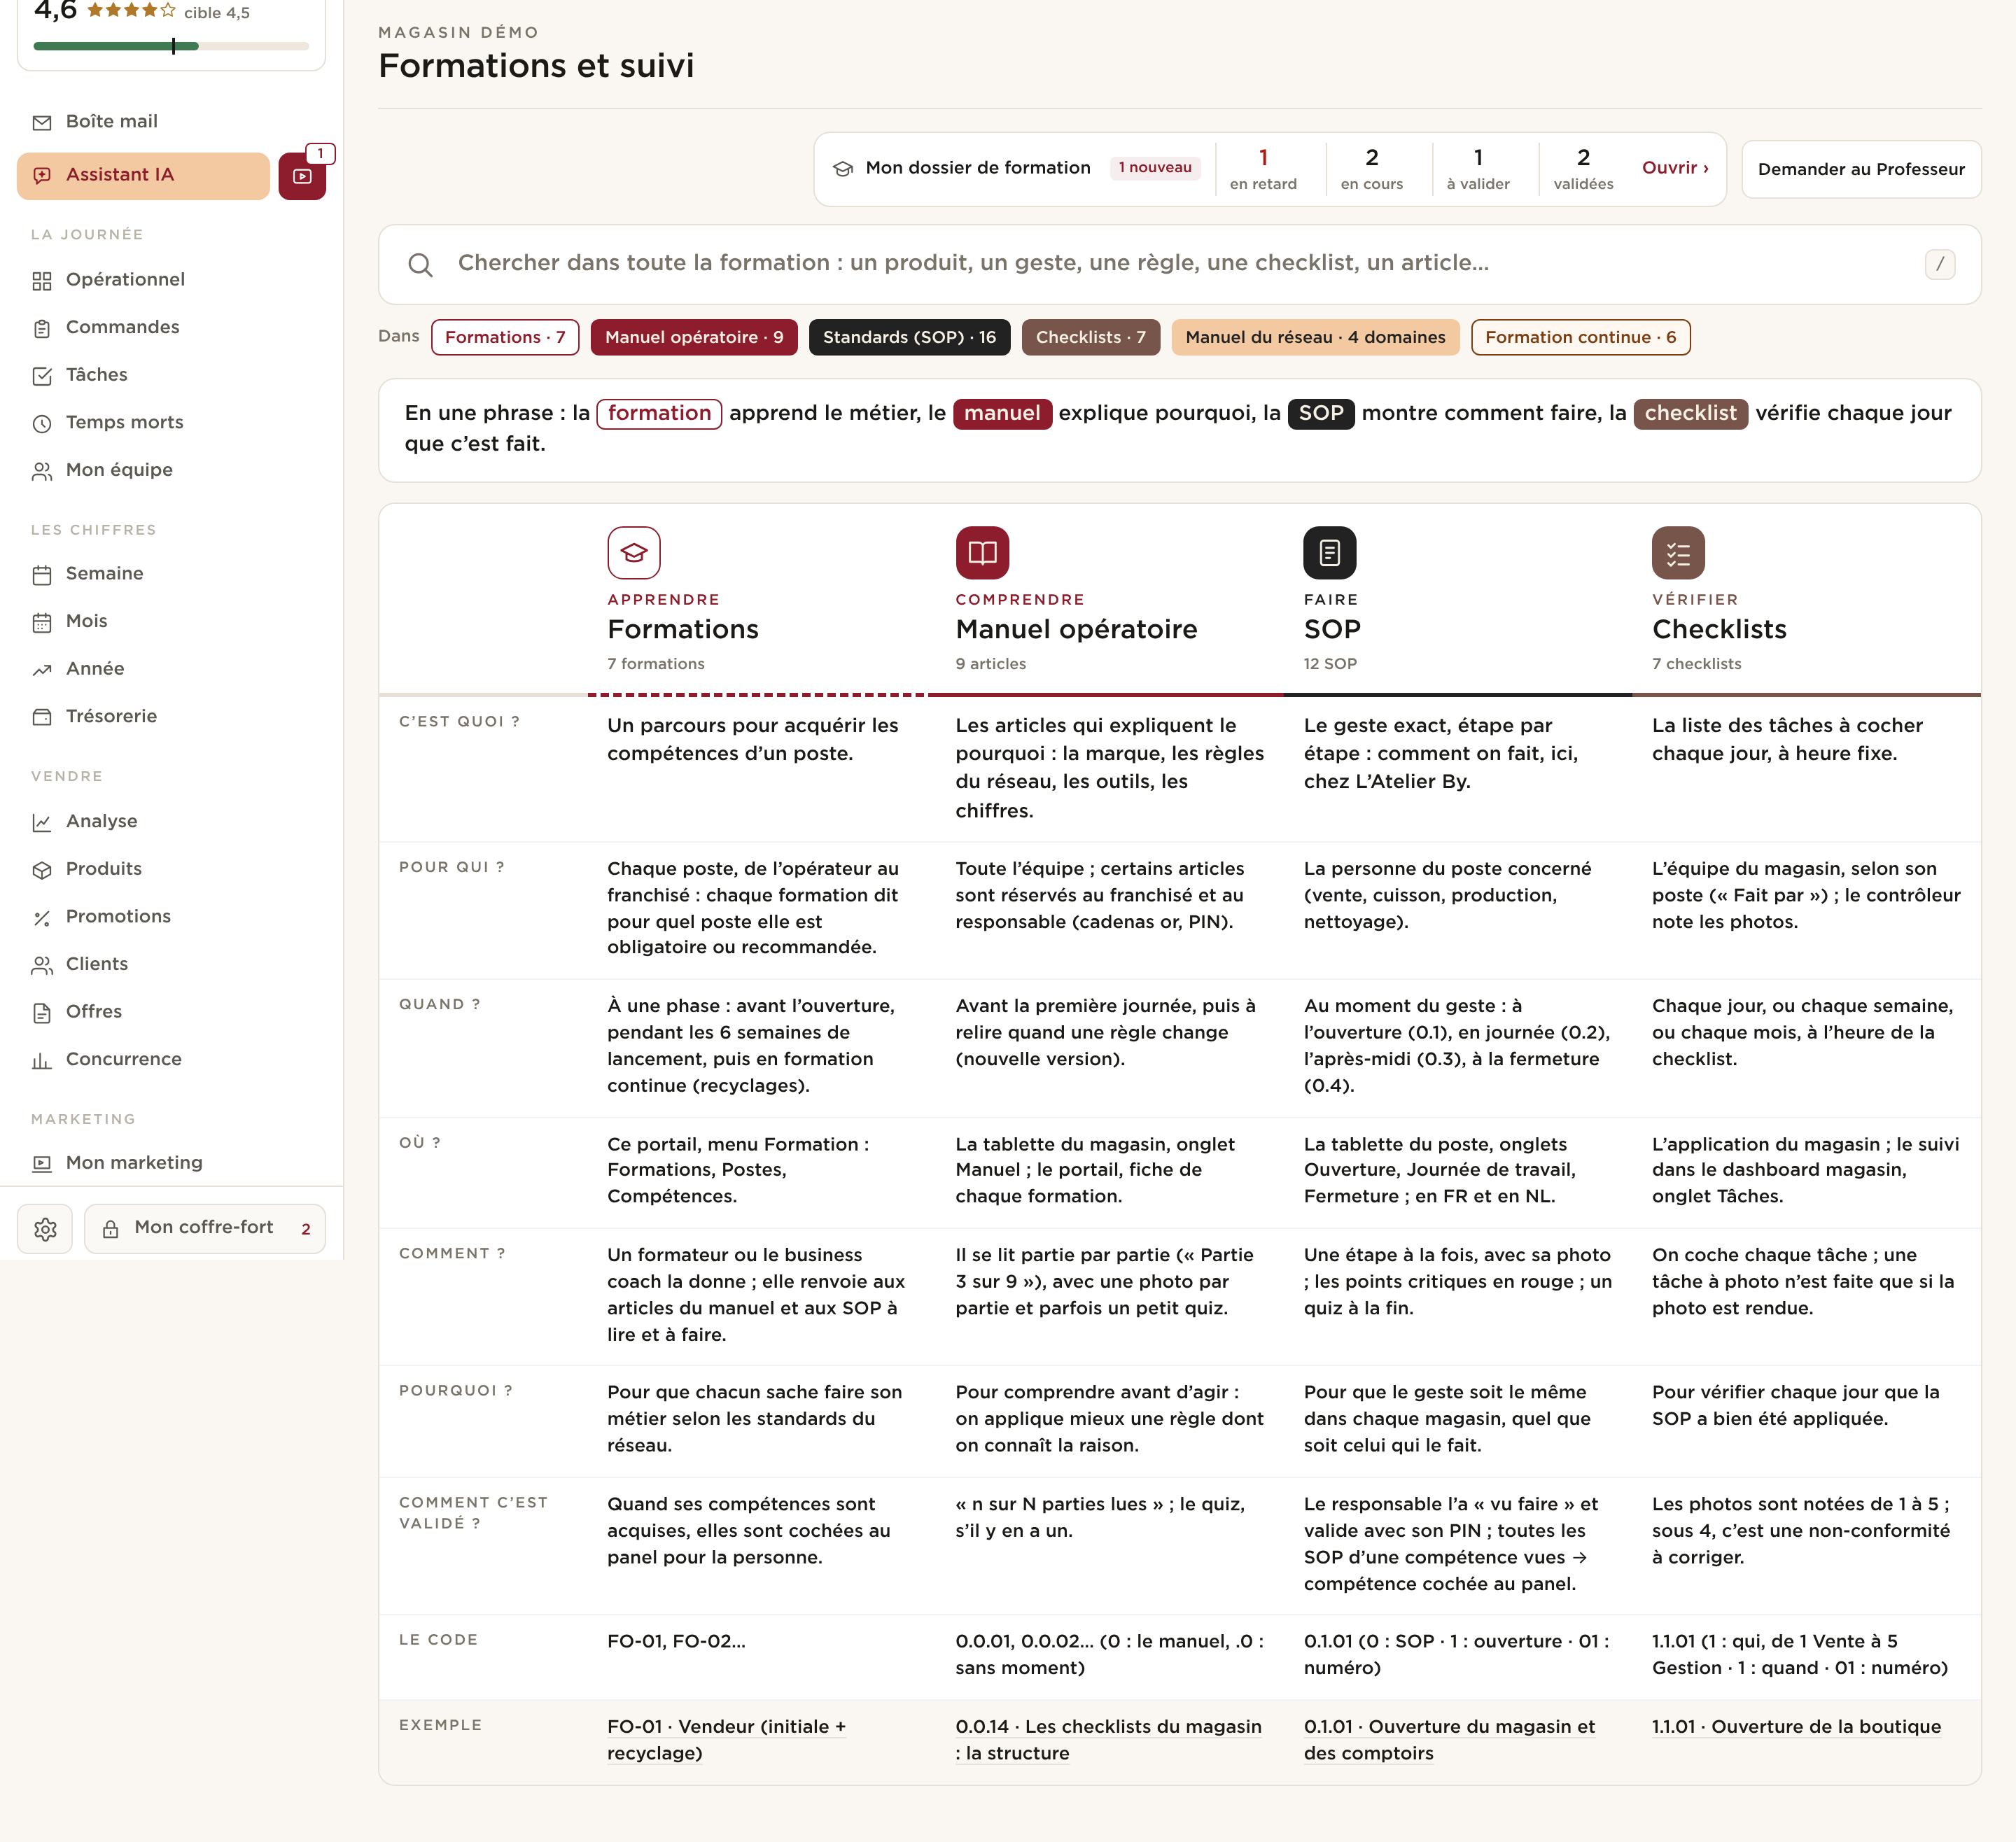 4,6 cible 4,5
Boîte mail
Assistant IA
1
LA JOURNÉE
Opérationnel
Commandes
Tâches
Temps morts
Mon équipe
LES CHIFFRES
Semaine
Mois
Année
Trésorerie
VENDRE
Analyse
Produits
Promotions
Clients
Offres
Concurrence
MARKETING
Mon marketing
Mon coffre-fort 2
MAGASIN DÉMO
Formations et suivi
Mon dossier de formation 1 nouveau
1
en retard
2
en cours
1
à valider
2
validées
Ouvrir ›
Demander au Professeur
Chercher dans toute la formation : un produit, un geste, une règle, une checklist, un article... /
Dans Formations · 7 Manuel opératoire · 9 Standards (SOP) · 16 Checklists · 7 Manuel du réseau · 4 domaines Formation continue · 6
En une phrase : la formation apprend le métier, le manuel explique pourquoi, la SOP montre comment faire, la checklist vérifie chaque jour
que c’est fait.
APPRENDRE
Formations
7 formations
COMPRENDRE
Manuel opératoire
9 articles
FAIRE
SOP
12 SOP
VÉRIFIER
Checklists
7 checklists
C’EST QUOI ?
Un parcours pour acquérir les
compétences d’un poste.
Les articles qui expliquent le
pourquoi : la marque, les règles
du réseau, les outils, les
chiffres.
Le geste exact, étape par
étape : comment on fait, ici,
chez L’Atelier By.
La liste des tâches à cocher
chaque jour, à heure fixe.
POUR QUI ?
Chaque poste, de l’opérateur au
franchisé : chaque formation dit
pour quel poste elle est
obligatoire ou recommandée.
Toute l’équipe ; certains articles
sont réservés au franchisé et au
responsable (cadenas or, PIN).
La personne du poste concerné
(vente, cuisson, production,
nettoyage).
L’équipe du magasin, selon son
poste (« Fait par ») ; le contrôleur
note les photos.
QUAND ?
À une phase : avant l’ouverture,
pendant les 6 semaines de
lancement, puis en formation
continue (recyclages).
Avant la première journée, puis à
relire quand une règle change
(nouvelle version).
Au moment du geste : à
l’ouverture (0.1), en journée (0.2),
l’après-midi (0.3), à la fermeture
(0.4).
Chaque jour, ou chaque semaine,
ou chaque mois, à l’heure de la
checklist.
OÙ ?
Ce portail, menu Formation :
Formations, Postes,
Compétences.
La tablette du magasin, onglet
Manuel ; le portail, fiche de
chaque formation.
La tablette du poste, onglets
Ouverture, Journée de travail,
Fermeture ; en FR et en NL.
L’application du magasin ; le suivi
dans le dashboard magasin,
onglet Tâches.
COMMENT ?
Un formateur ou le business
coach la donne ; elle renvoie aux
articles du manuel et aux SOP à
lire et à faire.
Il se lit partie par partie (« Partie
3 sur 9 »), avec une photo par
partie et parfois un petit quiz.
Une étape à la fois, avec sa photo
; les points critiques en rouge ; un
quiz à la fin.
On coche chaque tâche ; une
tâche à photo n’est faite que si la
photo est rendue.
POURQUOI ?
Pour que chacun sache faire son
métier selon les standards du
réseau.
Pour comprendre avant d’agir :
on applique mieux une règle dont
on connaît la raison.
Pour que le geste soit le même
dans chaque magasin, quel que
soit celui qui le fait.
Pour vérifier chaque jour que la
SOP a bien été appliquée.
COMMENT C’EST
VALIDÉ ?
Quand ses compétences sont
acquises, elles sont cochées au
panel pour la personne.
« n sur N parties lues » ; le quiz,
s’il y en a un.
Le responsable l’a « vu faire » et
valide avec son PIN ; toutes les
SOP d’une compétence vues →
compétence cochée au panel.
Les photos sont notées de 1 à 5 ;
sous 4, c’est une non-conformité
à corriger.
LE CODE
FO-01, FO-02...
0.0.01, 0.0.02... (0 : le manuel, .0 :
sans moment)
0.1.01 (0 : SOP · 1 : ouverture · 01 :
numéro)
1.1.01 (1 : qui, de 1 Vente à 5
Gestion · 1 : quand · 01 : numéro)
EXEMPLE
FO-01 · Vendeur (initiale +
recyclage)
0.0.14 · Les checklists du magasin
: la structure
0.1.01 · Ouverture du magasin et
des comptoirs
1.1.01 · Ouverture de la boutique